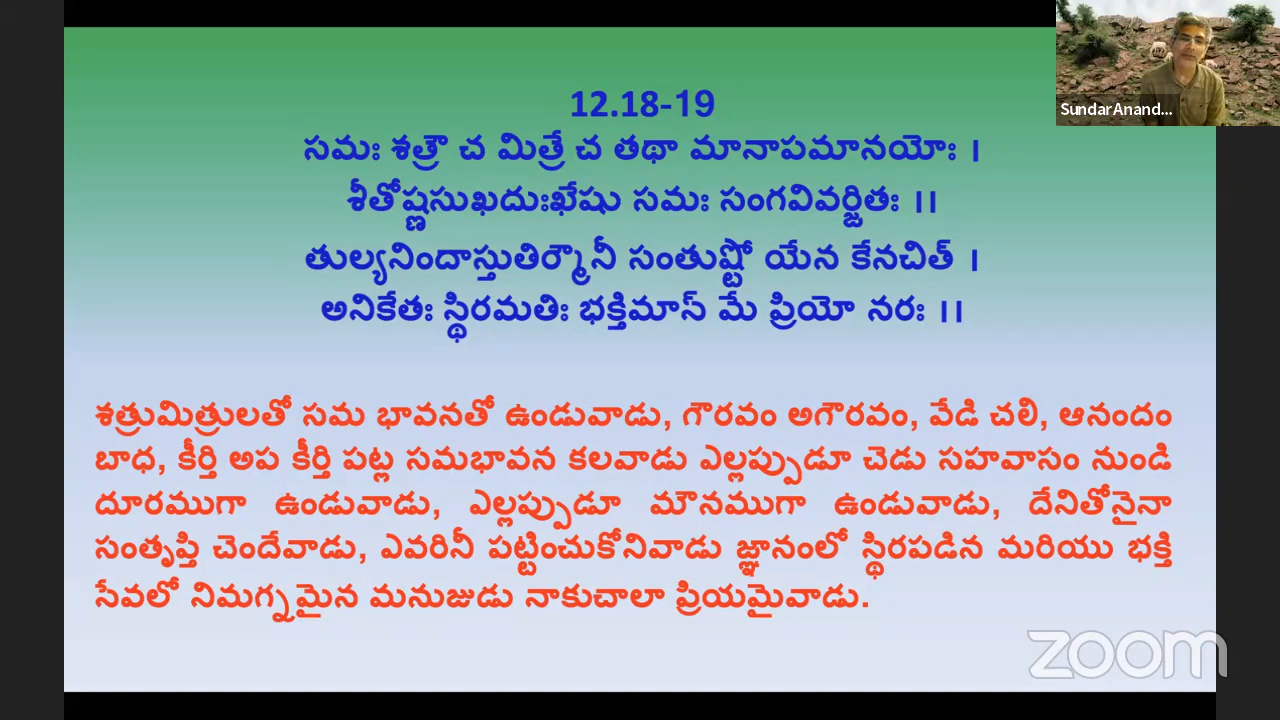 12.18-19
సమః శత్రౌ చ మిత్రే చ తథా మానాపమానయోః ।
శీతోష్ణసుఖదుఃఖేషు సమః సంగవివర్జితః ।।
తుల్యనిందాస్తుతిర్మౌనీ సంతుష్టో యేన కేనచిత్ ।
అనికేతః స్థిరమతిః భక్తిమాస్ మే ప్రియో నరః ।।
శత్రుమిత్రులతో సమ భావనతో ఉండువాడు, గౌరవం అగౌరవం, వేడి చలి, ఆనందం
బాధ, కీర్తి అప కీర్తి పట్ల సమభావన కలవాడు ఎల్లప్పుడూ చెడు సహవాసం నుండి
దూరముగా ఉండువాడు, ఎల్లప్పుడూ మౌనముగా ఉండువాడు, దేనితోనైనా
సంతృప్తి చెందేవాడు, ఎవరినీ పట్టించుకోనివాడు జ్ఞానంలో స్థిరపడిన మరియు భక్తి
సేవలో నిమగ్నమైన మనుజుడు నాకుచాలా ప్రియమైవాడు.
SundarAnand...
zoom